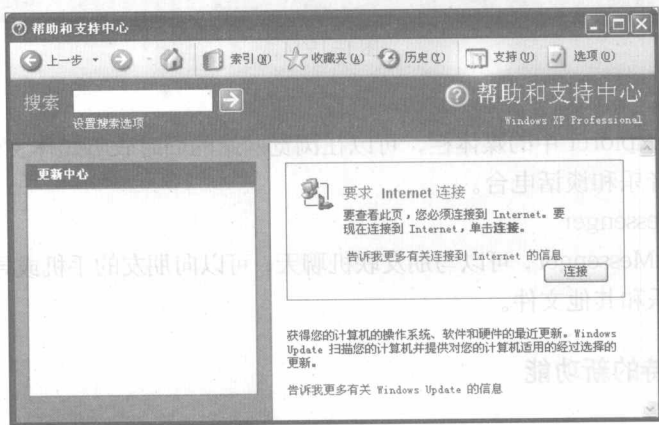 帮助和支持中心
上一步 索引(N) 收藏夹(A) 历史(I) 支持(U) 选项(O)
搜索
设置搜索选项
帮助和支持中心
Windows XP Professional
更新中心
要求 Internet 连接
要查看此页，您必须连接到 Internet。要
现在连接到 Internet，单击连接。
告诉我更多有关连接到 Internet 的信息
连接
获得您的计算机的操作系统、软件和硬件的最近更新。Windows
Update 扫描您的计算机并提供对您的计算机适用的经过选择的
更新。
告诉我更多有关 Windows Update 的信息